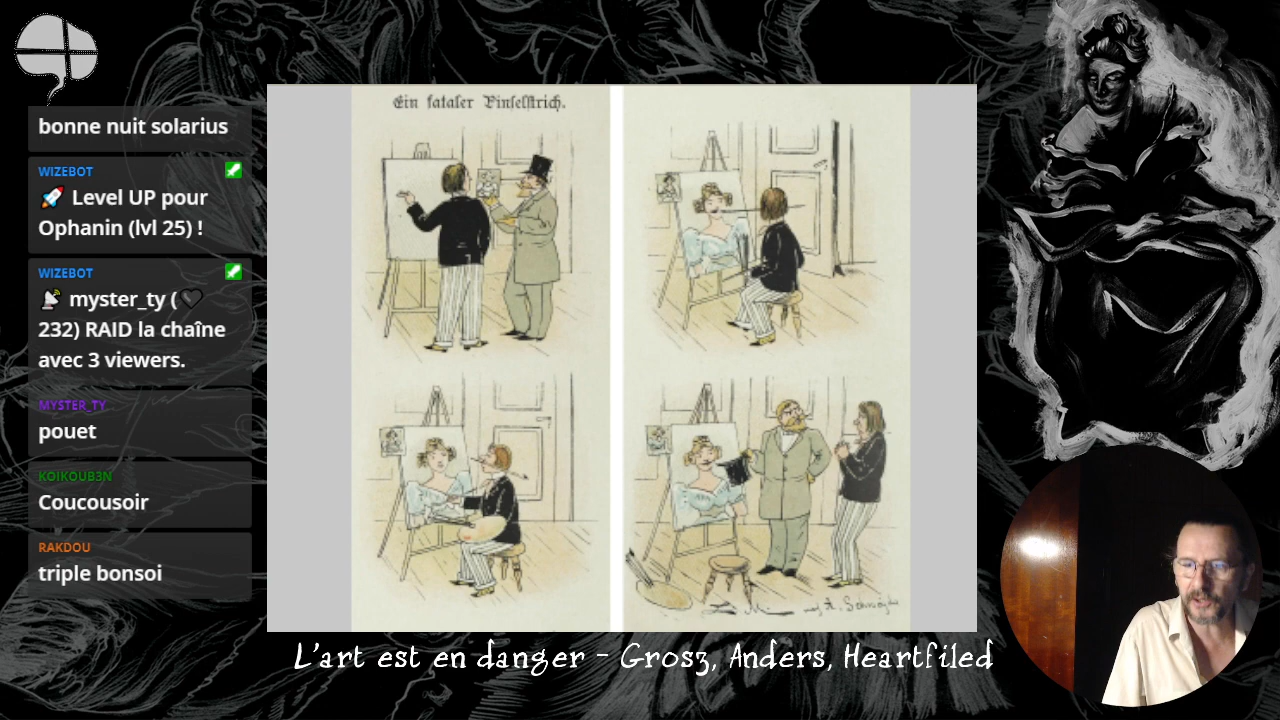 bonne nuit solarius
WIZEBOT
🚀 Level UP pour
Ophanin (lvl 25) !
WIZEBOT
📡 myster_ty (🖤
232) RAID la chaîne
avec 3 viewers.
MYSTER_TY
pouet
KOIKOUB3N
Coucousoir
RAKDOU
triple bonsoi
Ein fataler Pinselstrich.
L'art est en danger - Grosz, Anders, Heartfiled